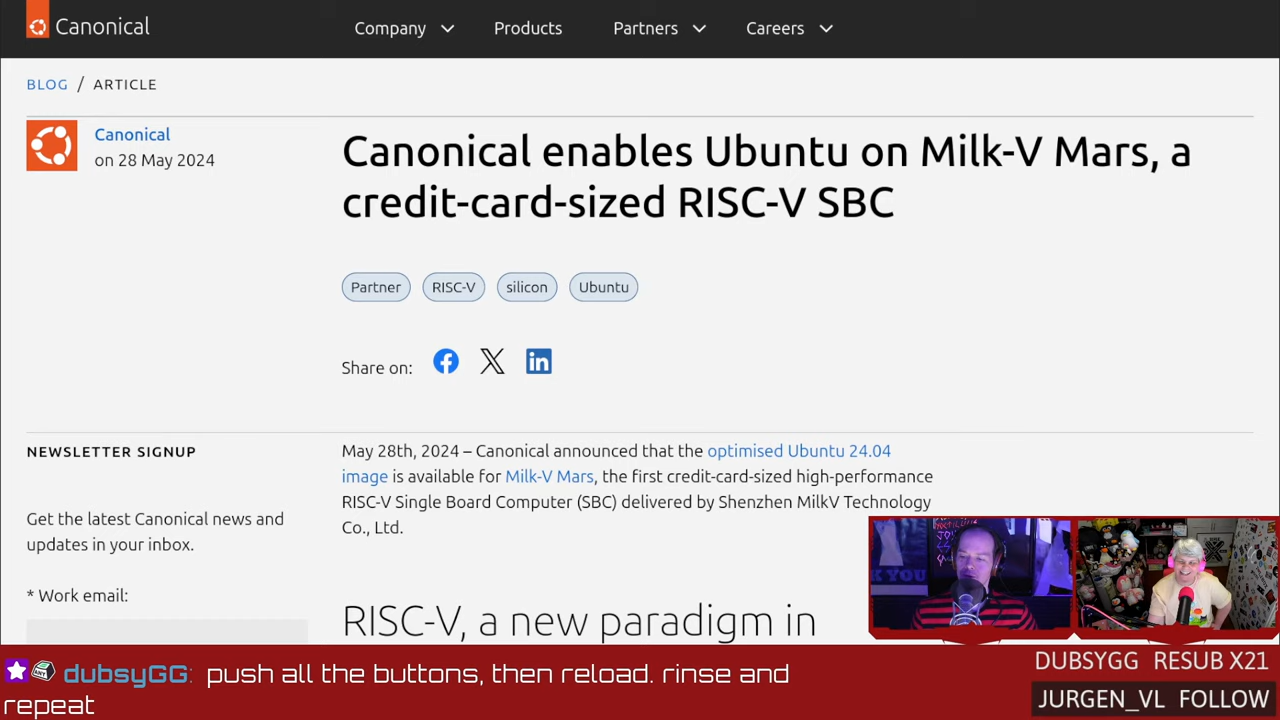 Canonical
Company
Products
Partners
Careers
BLOG / ARTICLE
Canonical
on 28 May 2024
Canonical enables Ubuntu on Milk-V Mars, a
credit-card-sized RISC-V SBC
Partner
RISC-V
silicon
Ubuntu
Share on:
NEWSLETTER SIGNUP
Get the latest Canonical news and
updates in your inbox.
* Work email:
May 28th, 2024 – Canonical announced that the optimised Ubuntu 24.04
image is available for Milk-V Mars, the first credit-card-sized high-performance
RISC-V Single Board Computer (SBC) delivered by Shenzhen MilkV Technology
Co., Ltd.
RISC-V, a new paradigm in
dubsyGG: push all the buttons, then reload. rinse and
repeat
DUBSYGG RESUB X21
JURGEN_VL FOLLOW